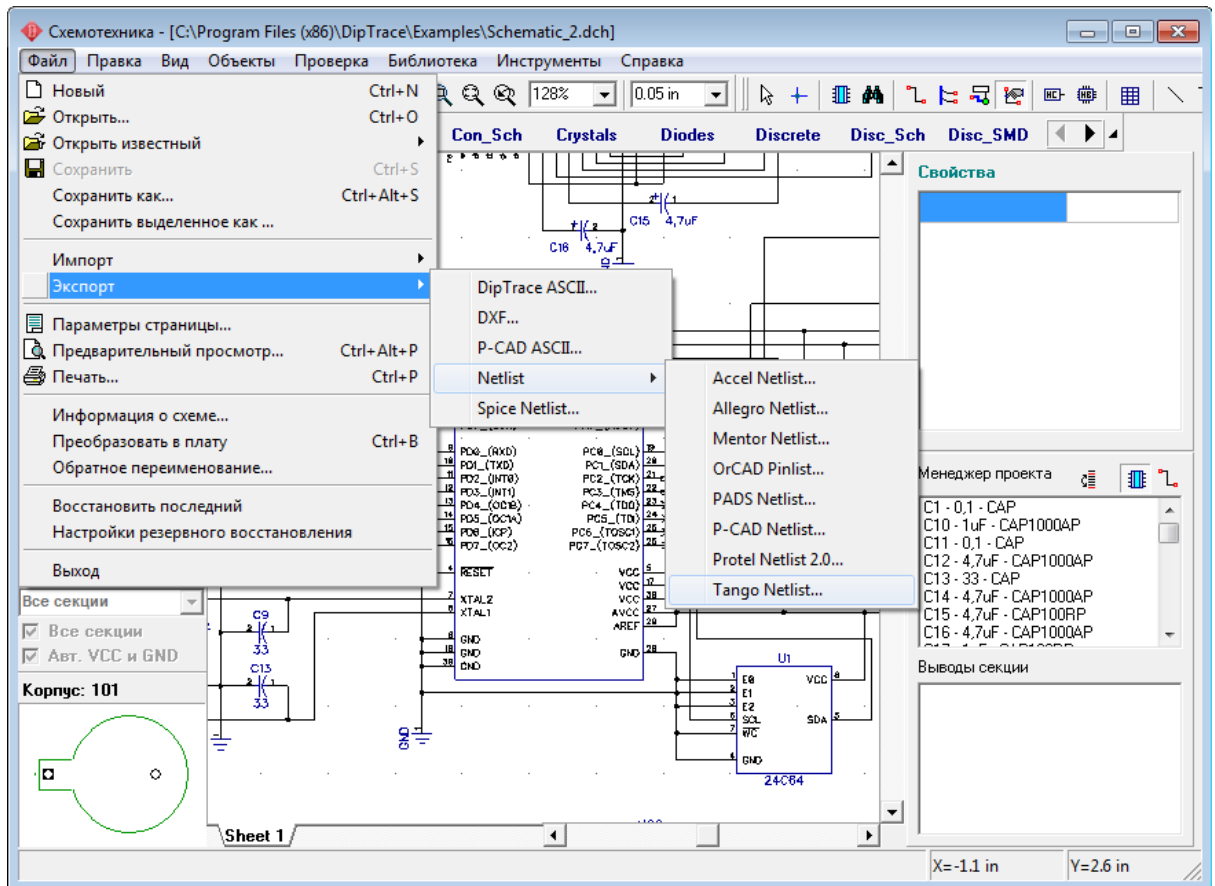 Схемотехника - [C:\Program Files (x86)\DipTrace\Examples\Schematic_2.dch]
Файл Правка Вид Объекты Проверка Библиотека Инструменты Справка
Новый Ctrl+N
Открыть... Ctrl+O
Открыть известный
Сохранить Ctrl+S
Сохранить как... Ctrl+Alt+S
Сохранить выделенное как ...
Импорт
Экспорт
Параметры страницы...
Предварительный просмотр... Ctrl+Alt+P
Печать... Ctrl+P
Информация о схеме...
Преобразовать в плату Ctrl+B
Обратное переименование...
Восстановить последний
Настройки резервного восстановления
Выход
128% 0.05 in
Con_Sch Crystals Diodes Discrete Disc_Sch Disc_SMD
DipTrace ASCII...
DXF...
P-CAD ASCII...
Netlist
Spice Netlist...
Accel Netlist...
Allegro Netlist...
Mentor Netlist...
OrCAD Pinlist...
PADS Netlist...
P-CAD Netlist...
Protel Netlist 2.0...
Tango Netlist...
2 1
C15 4,7uF
2
C16 4,7uF
PD0_(RXD) PC0_(SCL)
PD1_(TXD) PC1_(SDA)
PD2_(INT0) PC2_(TCK)
PD3_(INT1) PC3_(TMS)
PD4_(OC1B) PC4_(TDO)
PD5_(OC1A) PC5_(TDI)
PD6_(ICP) PC6_(TOSC1)
PD7_(OC2) PC7_(TOSC2)
RESET VCC
VCC
XTAL2 VCC
XTAL1 AVCC
AREF
GND
GND GND
GND
C9
2 1
33
C13
2 1
33
GND
U1
E0 VCC
E1
E2
SCL SDA
WC
GND
24C64
Все секции
Все секции
Авт. VCC и GND
Корпус: 101
Sheet 1
Свойства
Менеджер проекта
C1 - 0,1 - CAP
C10 - 1uF - CAP1000AP
C11 - 0,1 - CAP
C12 - 4,7uF - CAP1000AP
C13 - 33 - CAP
C14 - 4,7uF - CAP1000AP
C15 - 4,7uF - CAP100RP
C16 - 4,7uF - CAP1000AP
Выводы секции
X=-1.1 in Y=2.6 in